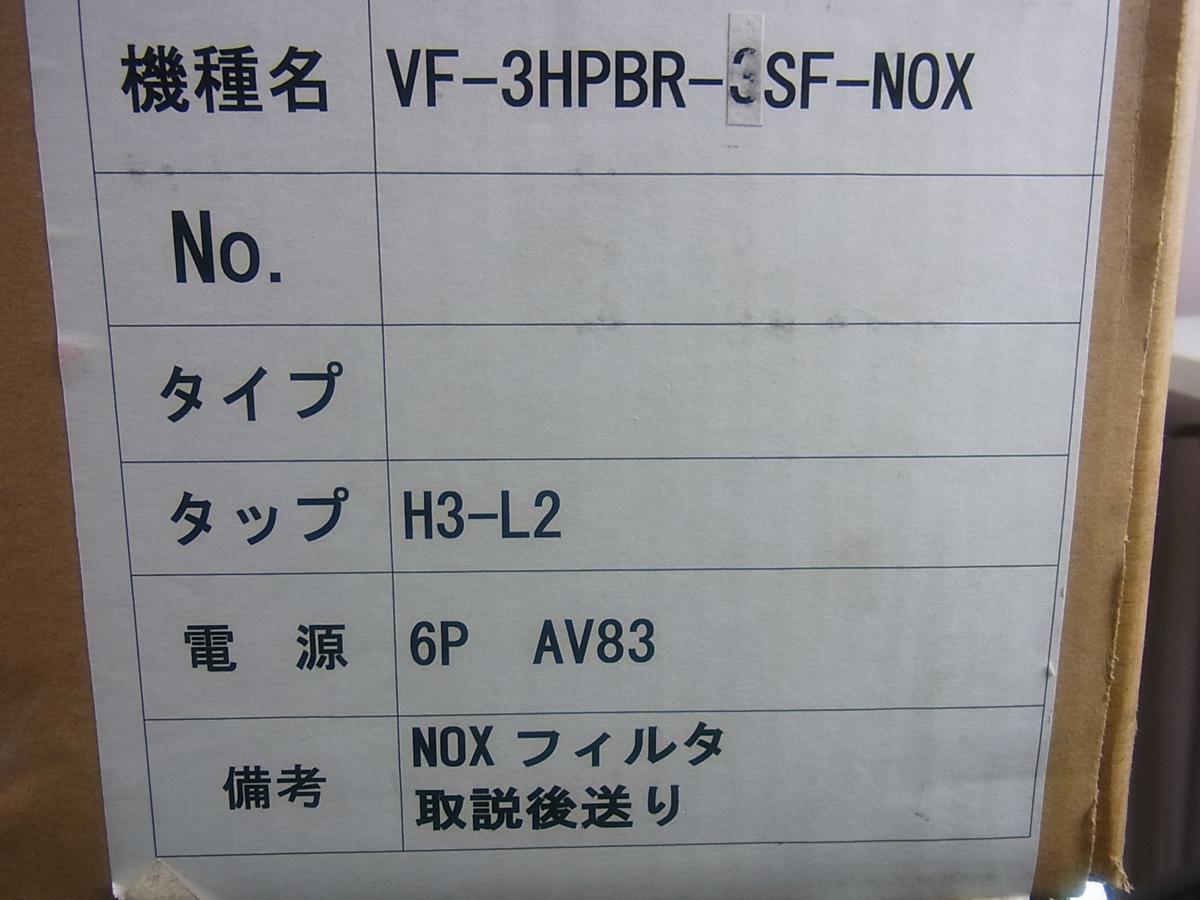 機種名 VF-3HPBR-3SF-NOX
No.
タイプ
タップ H3-L2
電　源 6P AV83
備考 NOX フィルタ
取説後送り